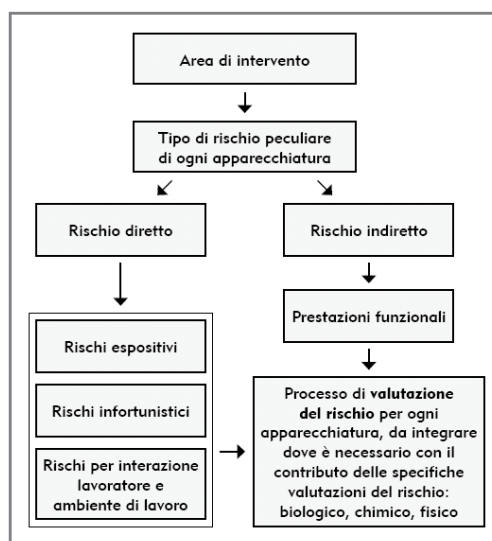 Area di intervento
Tipo di rischio peculiare
di ogni apparecchiatura
Rischio diretto
Rischio indiretto
Rischi espositivi
Rischi infortunistici
Rischi per interazione
lavoratore e
ambiente di lavoro
Prestazioni funzionali
Processo di valutazione
del rischio per ogni
apparecchiatura, da integrare
dove è necessario con il
contributo delle specifiche
valutazioni del rischio:
biologico, chimico, fisico